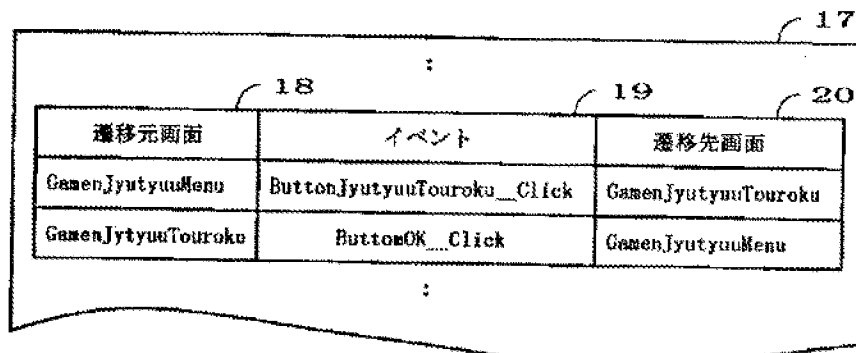 17
:
18 19 20
遷移元画面 イベント 遷移先画面
GamenJyutyuuMenu ButtonJyutyuuTouroku__Click GamenJyutyuuTouroku
GamenJytyuuTouroku ButtomOK__Click GamenJyutyuuMenu
: